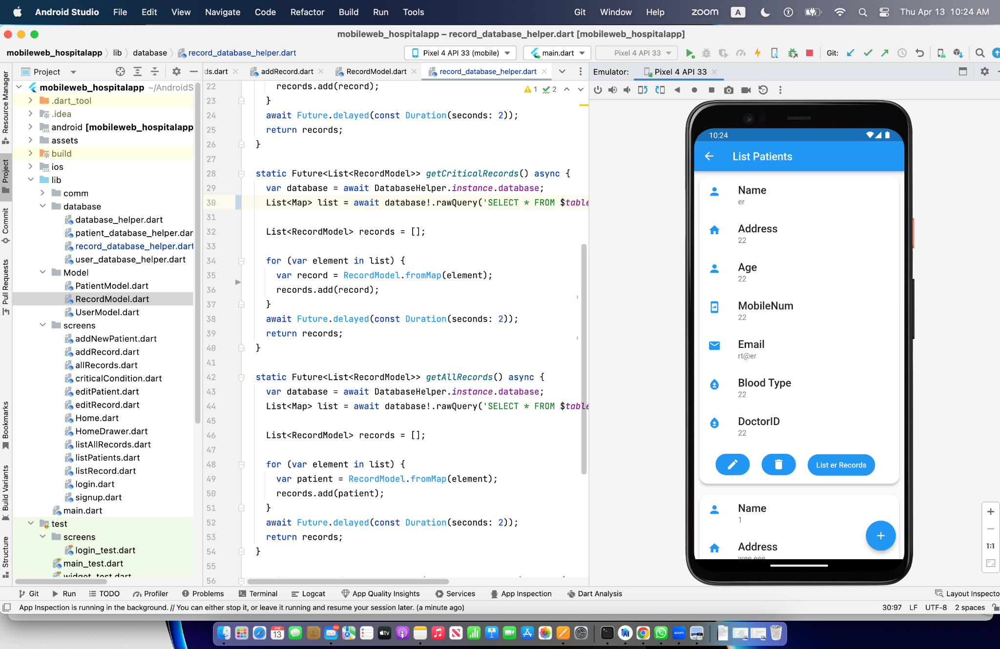 Android Studio File Edit View Navigate Code Refactor Build Run Tools Git Window Help zoom A Thu Apr 13 10:24 AM
mobileweb_hospitalapp – record_database_helper.dart [mobileweb_hospitalapp]
mobileweb_hospitalapp lib database record_database_helper.dart Pixel 4 API 33 (mobile) main.dart Pixel 4 API 33 Git:
Project ds.dart addRecord.dart RecordModel.dart record_database_helper.dart Emulator: Pixel 4 API 33
Resource Manager
Project
Commit
Pull Requests
Bookmarks
Build Variants
Structure
mobileweb_hospitalapp ~/AndroidS
.dart_tool
.idea
android [mobileweb_hospitalapp
assets
build
ios
lib
comm
database
database_helper.dart
patient_database_helper.dar
record_database_helper.dart
user_database_helper.dart
Model
PatientModel.dart
RecordModel.dart
UserModel.dart
screens
addNewPatient.dart
addRecord.dart
allRecords.dart
criticalCondition.dart
editPatient.dart
editRecord.dart
Home.dart
HomeDrawer.dart
listAllRecords.dart
listPatients.dart
listRecord.dart
login.dart
signup.dart
main.dart
test
screens
login_test.dart
main_test.dart
widget_test.dart
1 2
22 records.add(record);
23 }
24 await Future.delayed(const Duration(seconds: 2));
25 return records;
26 }
27
28 static Future<List<RecordModel>> getCriticalRecords() async {
29 var database = await DatabaseHelper.instance.database;
30 List<Map> list = await database!.rawQuery('SELECT * FROM $table
31
32 List<RecordModel> records = [];
33
34 for (var element in list) {
35 var record = RecordModel.fromMap(element);
36 records.add(record);
37 }
38 await Future.delayed(const Duration(seconds: 2));
39 return records;
40 }
41
42 static Future<List<RecordModel>> getAllRecords() async {
43 var database = await DatabaseHelper.instance.database;
44 List<Map> list = await database!.rawQuery('SELECT * FROM $table
45
46 List<RecordModel> records = [];
47
48 for (var element in list) {
49 var patient = RecordModel.fromMap(element);
50 records.add(patient);
51 }
52 await Future.delayed(const Duration(seconds: 2));
53 return records;
54 }
55
56
10:24
List Patients
Name
er
Address
22
Age
22
MobileNum
22
Email
rt@er
Blood Type
22
DoctorID
22
List er Records
Name
1
Address
wee eee
1:1
Git Run TODO Profiler Problems Terminal Logcat App Quality Insights Services App Inspection Dart Analysis Layout Inspecto
App Inspection is running in the background. // You can either stop it, or leave it running and resume your session later. (a minute ago) 30:97 LF UTF-8 2 spaces
APR
13
100
tv
zoom